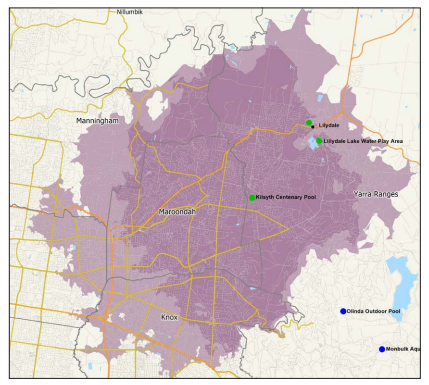 Nillumbik
Manningham
Lilydale
Lillydale Lake Water Play Area
Yarra Ranges
Kilsyth Centenary Pool
Maroondah
Olinda Outdoor Pool
Knox
Monbulk Aqu